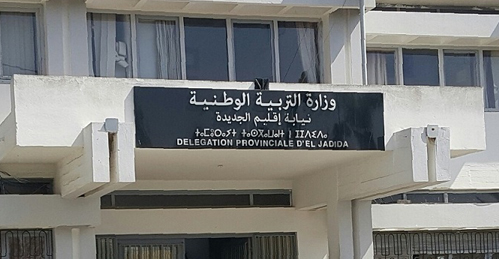 وزارة التربية الوطنية
نيابة إقليم الجديدة
DELEGATION PROVINCIALE D'EL JADIDA